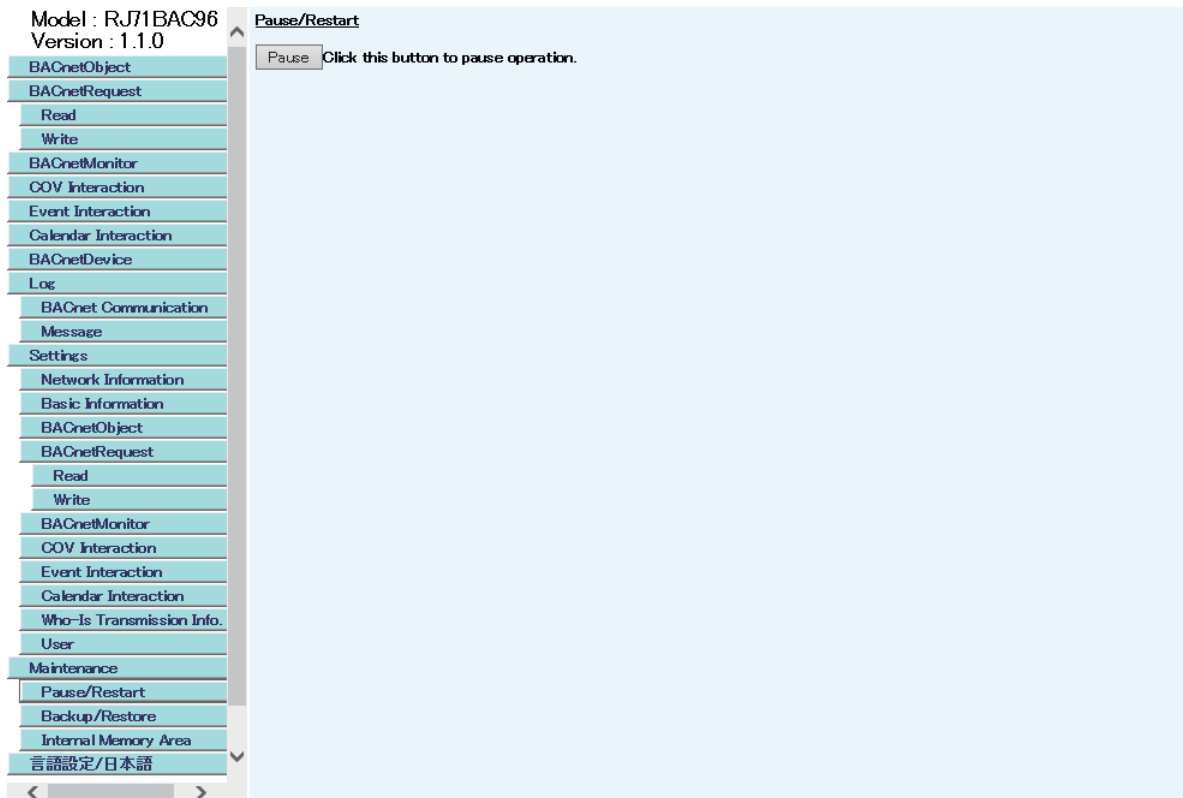 Model : RJ71BAC96
Version : 1.1.0
BACnetObject
BACnetRequest
Read
Write
BACnetMonitor
COV Interaction
Event Interaction
Calendar Interaction
BACnetDevice
Log
BACnet Communication
Message
Settings
Network Information
Basic Information
BACnetObject
BACnetRequest
Read
Write
BACnetMonitor
COV Interaction
Event Interaction
Calendar Interaction
Who-Is Transmission Info.
User
Maintenance
Pause/Restart
Backup/Restore
Internal Memory Area
言語設定/日本語
Pause/Restart
Pause Click this button to pause operation.